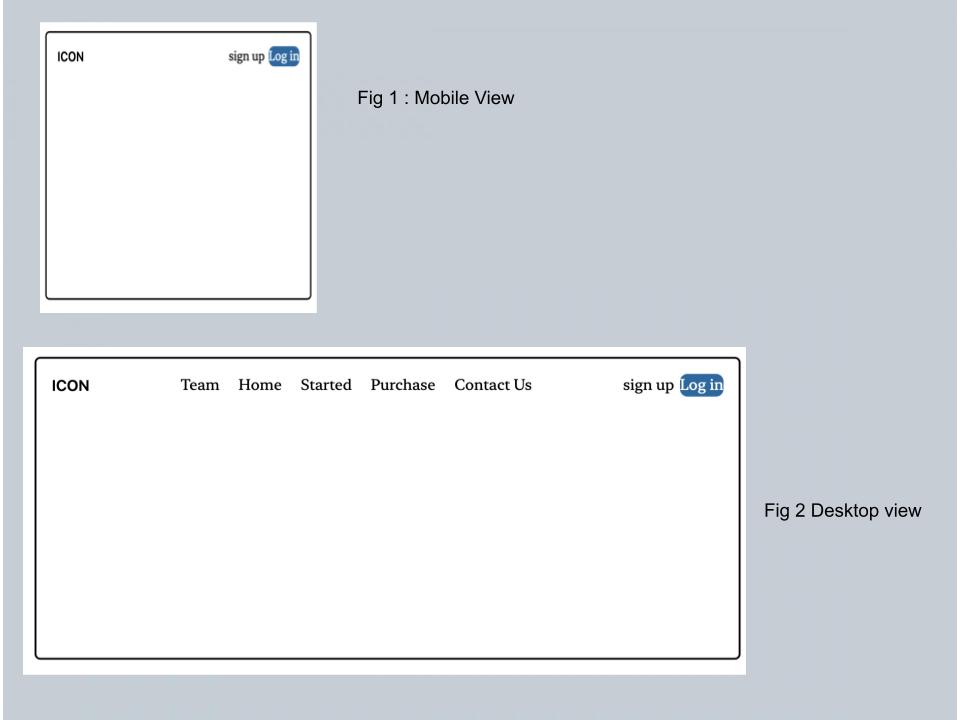 ICON sign up Log in
Fig 1 : Mobile View
ICON Team Home Started Purchase Contact Us sign up Log in
Fig 2 Desktop view